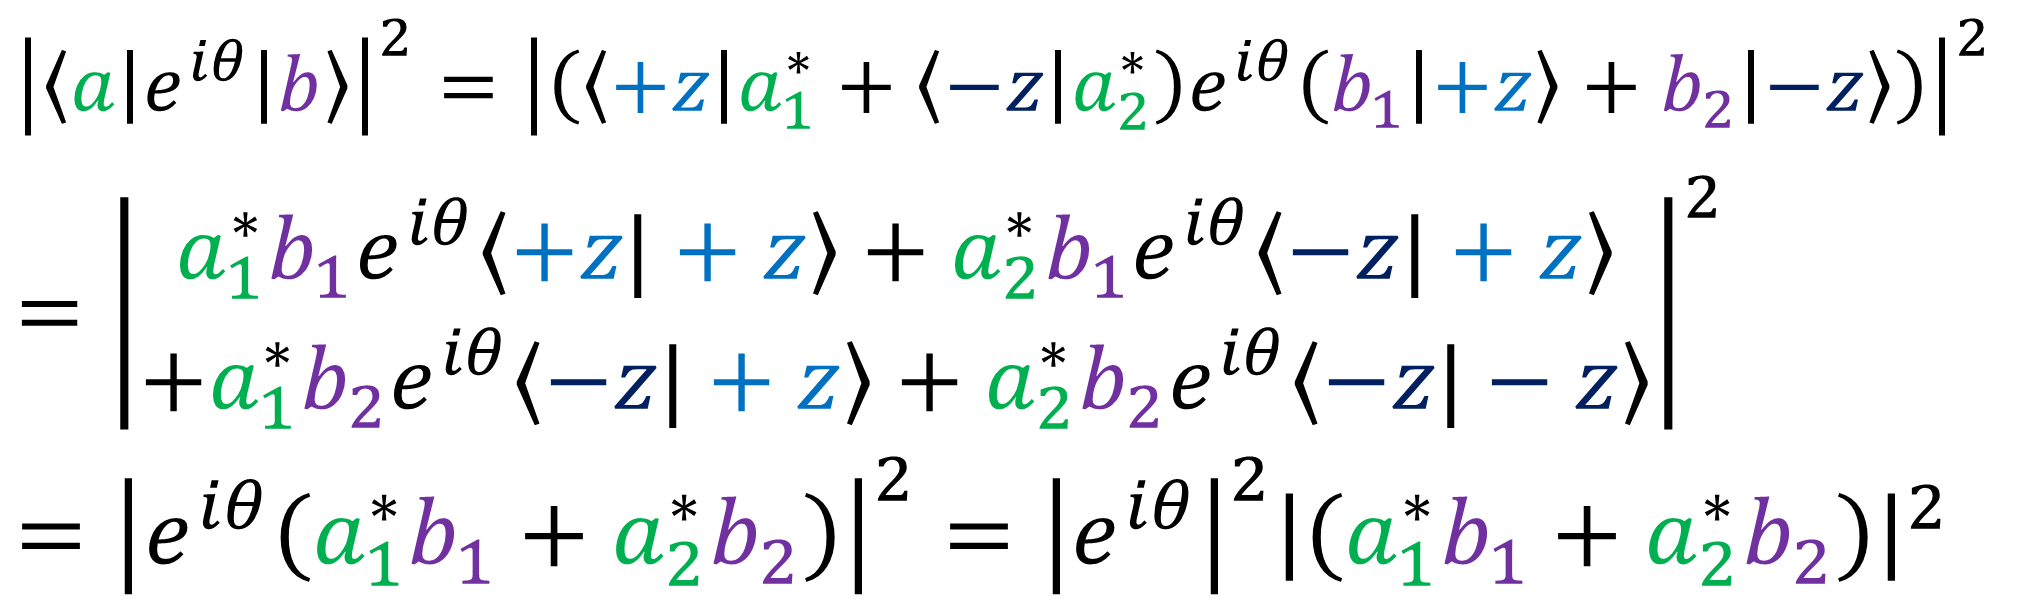 |⟨a|e^{iθ}|b⟩|² = |(⟨+z|a₁* + ⟨−z|a₂*)e^{iθ}(b₁|+z⟩ + b₂|−z⟩)|²
= | a₁*b₁e^{iθ}⟨+z| + z⟩ + a₂*b₁e^{iθ}⟨−z| + z⟩
+a₁*b₂e^{iθ}⟨−z| + z⟩ + a₂*b₂e^{iθ}⟨−z| − z⟩ |²
= |e^{iθ}(a₁*b₁ + a₂*b₂)|² = |e^{iθ}|²|(a₁*b₁ + a₂*b₂)|²